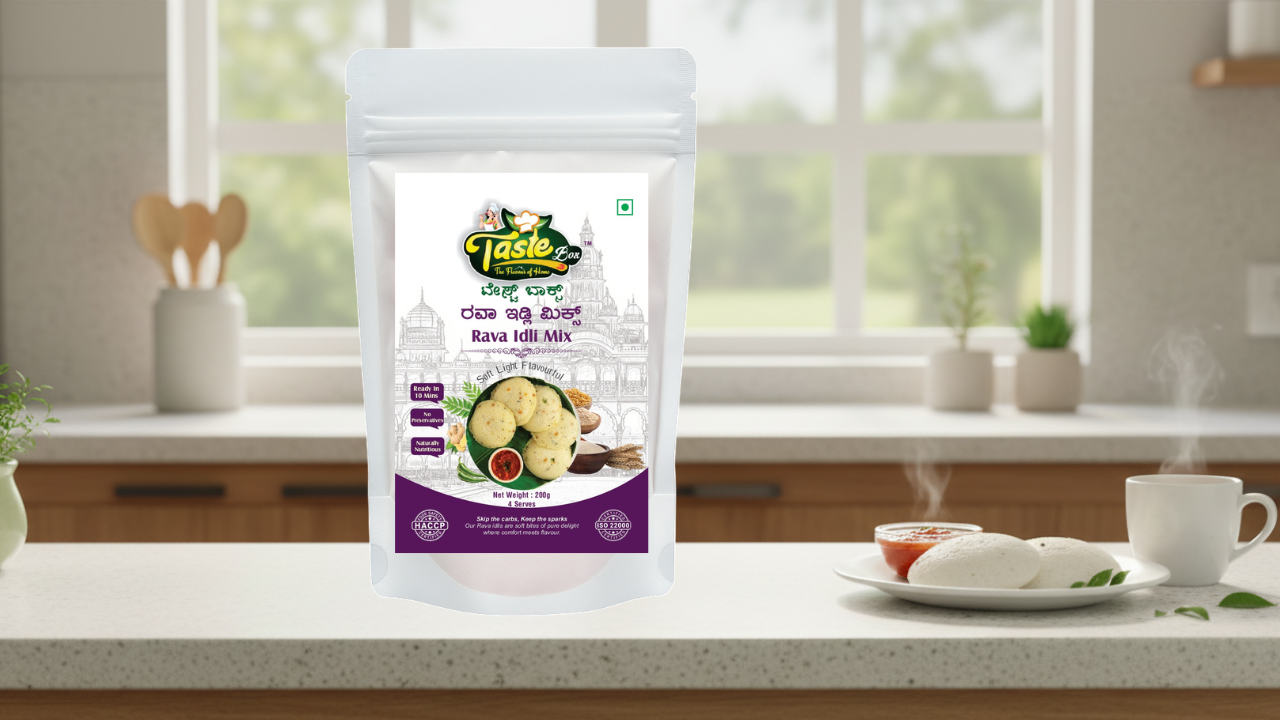 Taste Box TM
The Flavour of Home
ಟೇಸ್ಟ್ ಬಾಕ್ಸ್
ರವಾ ಇಡ್ಲಿ ಮಿಕ್ಸ್
Rava Idli Mix
Soft Light Flavourful
Ready In
10 Mins
No
Preservatives
Naturally
Nutritious
Net Weight : 200g
4 Serves
HACCP
Skip the carbs, Keep the sparks
Our Rava idlis are soft bites of pure delight
where comfort meets flavour.
ISO 22000